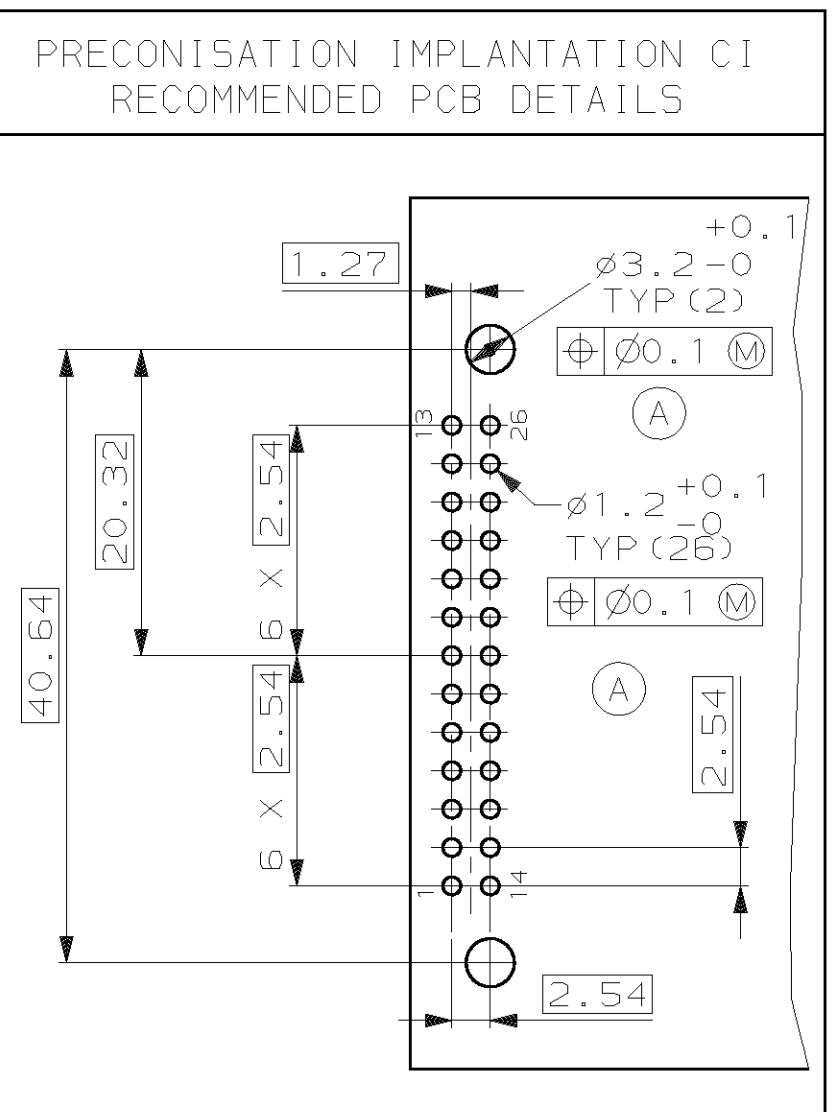 PRECONISATION IMPLANTATION CI
RECOMMENDED PCB DETAILS
+0.1
1.27
ø3.2-0
TYP(2)
Ø0.1 Ⓜ
A
13
26
20.32
6 X 2.54
+0.1
ø1.2
-0
TYP(26)
Ø0.1 Ⓜ
40.64
A
6 X 2.54
2.54
1
14
2.54